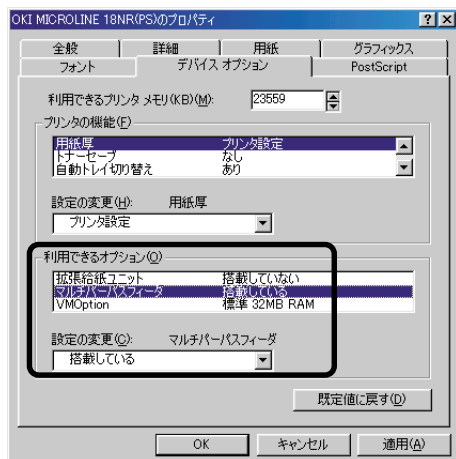 OKI MICROLINE 18NR(PS)のプロパティ ? ×
全般 詳細 用紙 グラフィックス
フォント デバイス オプション PostScript
利用できるプリンタ メモリ(KB)(M): 23559
プリンタの機能(F)
用紙厚 プリンタ設定
トナーセーブ なし
自動トレイ切り替え あり
設定の変更(H): 用紙厚
プリンタ設定
利用できるオプション(O)
拡張給紙ユニット 搭載していない
マルチパーパスフィーダ 搭載している
VMOption 標準 32MB RAM
設定の変更(C): マルチパーパスフィーダ
搭載している
既定値に戻す(D)
OK キャンセル 適用(A)